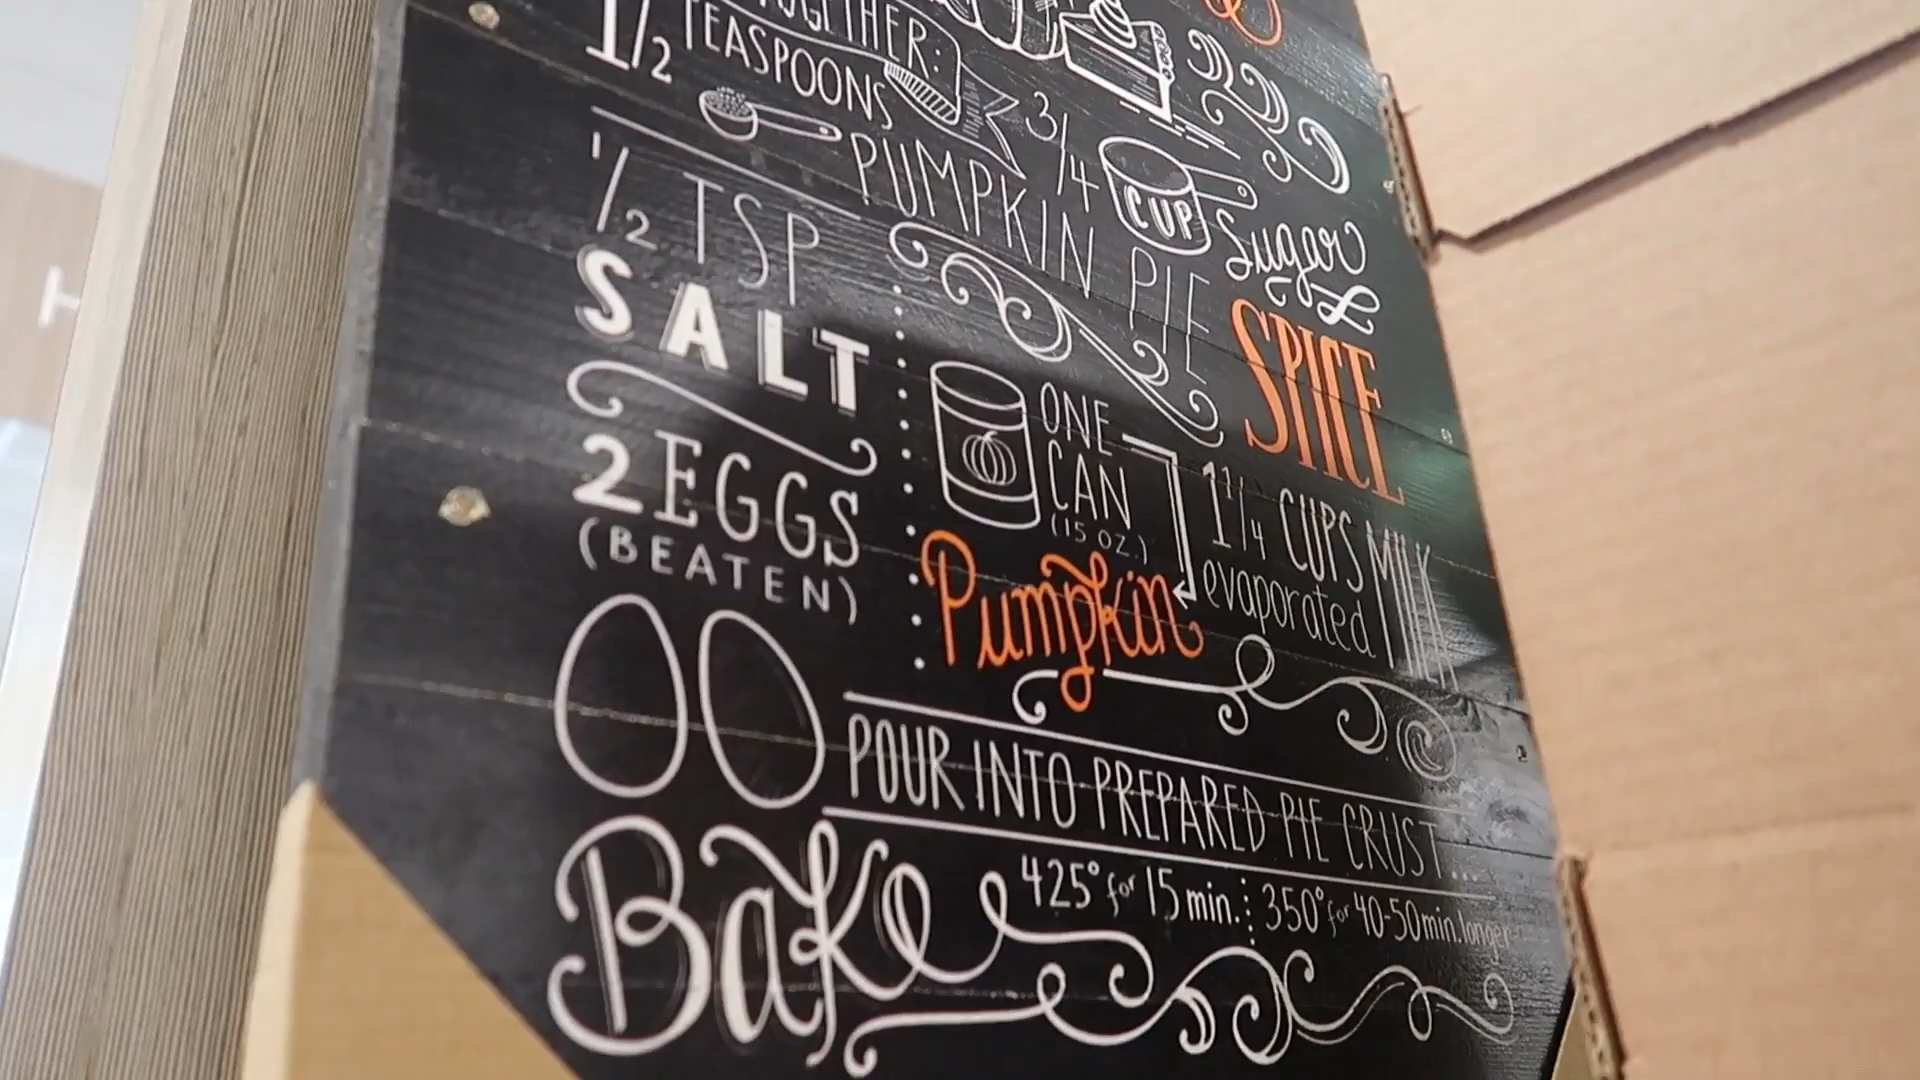 TOGETHER:
1/2 TEASPOONS
PUMPKIN PIE
SPICE
3/4 CUP
Sugar
1/2 TSP
SALT
2 EGGS
(BEATEN)
ONE
CAN
(15 OZ.)
Pumpkin
1 1/4 CUPS MILK
evaporated
POUR INTO PREPARED PIE CRUST...
Bake 425° for 15 min. 350° for 40-50min. longer